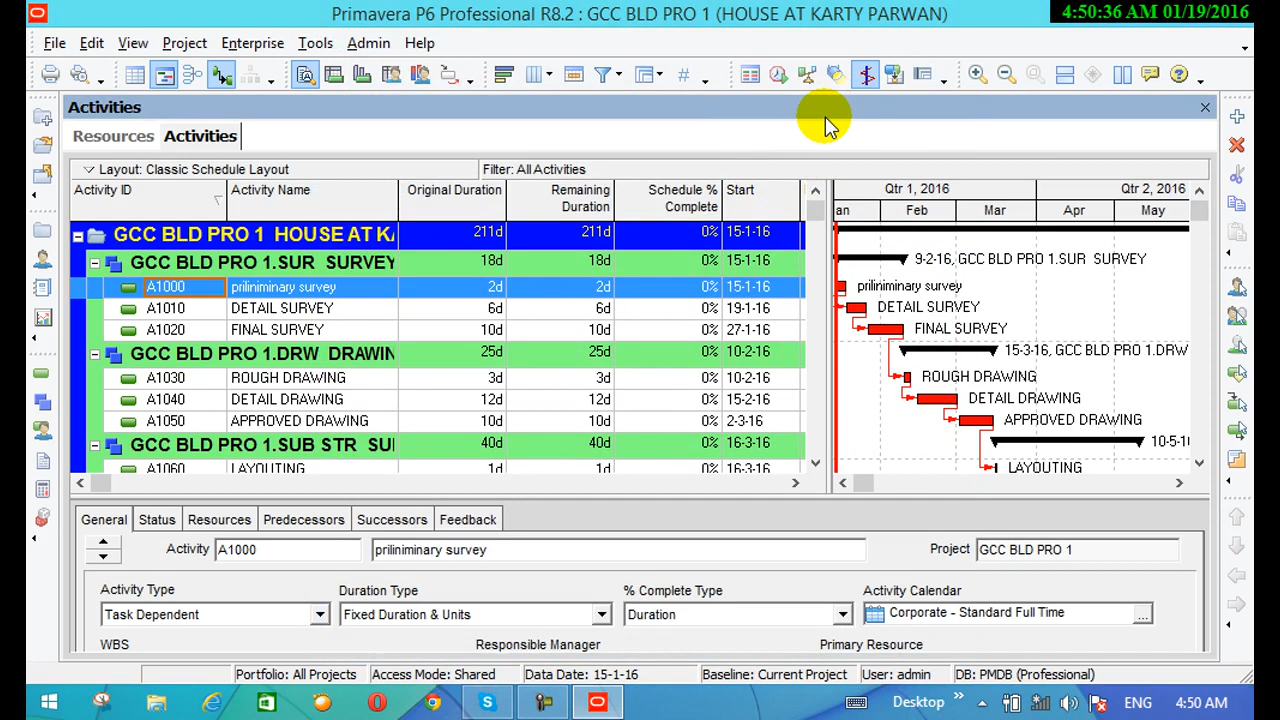 Primavera P6 Professional R8.2 : GCC BLD PRO 1 (HOUSE AT KARTY PARWAN)
4:50:36 AM 01/19/2016
File Edit View Project Enterprise Tools Admin Help
Activities
Resources Activities
Layout: Classic Schedule Layout Filter: All Activities
Activity ID Activity Name Original Duration Remaining Duration Schedule % Complete Start Qtr 1, 2016 Qtr 2, 2016
an Feb Mar Apr May
GCC BLD PRO 1 HOUSE AT KA 211d 211d 0% 15-1-16
GCC BLD PRO 1.SUR SURVEY 18d 18d 0% 15-1-16 9-2-16, GCC BLD PRO 1.SUR SURVEY
A1000 priliniminary survey 2d 2d 0% 15-1-16 priliniminary survey
A1010 DETAIL SURVEY 6d 6d 0% 19-1-16 DETAIL SURVEY
A1020 FINAL SURVEY 10d 10d 0% 27-1-16 FINAL SURVEY
GCC BLD PRO 1.DRW DRAWIN 25d 25d 0% 10-2-16 15-3-16, GCC BLD PRO 1.DRW
A1030 ROUGH DRAWING 3d 3d 0% 10-2-16 ROUGH DRAWING
A1040 DETAIL DRAWING 12d 12d 0% 15-2-16 DETAIL DRAWING
A1050 APPROVED DRAWING 10d 10d 0% 2-3-16 APPROVED DRAWING
GCC BLD PRO 1.SUB STR SUI 40d 40d 0% 16-3-16 10-5-1
A1060 LAYOUTING 1d 1d 0% 16-3-16 LAYOUTING
General Status Resources Predecessors Successors Feedback
Activity A1000 priliniminary survey Project GCC BLD PRO 1
Activity Type Duration Type % Complete Type Activity Calendar
Task Dependent Fixed Duration & Units Duration Corporate - Standard Full Time ...
WBS Responsible Manager Primary Resource
Portfolio: All Projects Access Mode: Shared Data Date: 15-1-16 Baseline: Current Project User: admin DB: PMDB (Professional)
Desktop ENG 4:50 AM